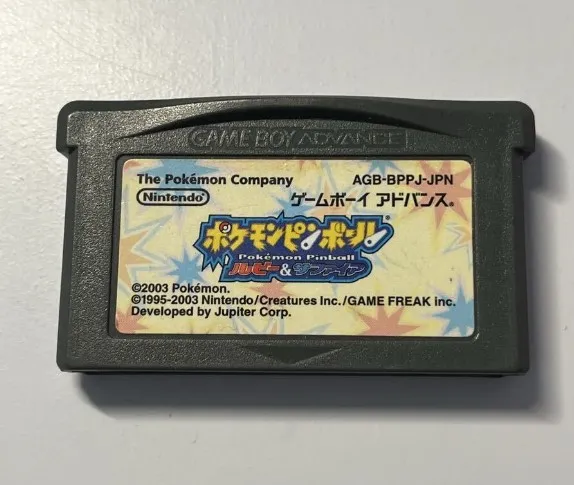 GAME BOY ADVANCE
The Pokémon Company AGB-BPPJ-JPN
Nintendo ゲームボーイ アドバンス®
ポケモンピンボール
Pokémon Pinball
ルビー&サファイア
©2003 Pokémon.
©1995-2003 Nintendo/Creatures Inc./GAME FREAK inc.
Developed by Jupiter Corp.